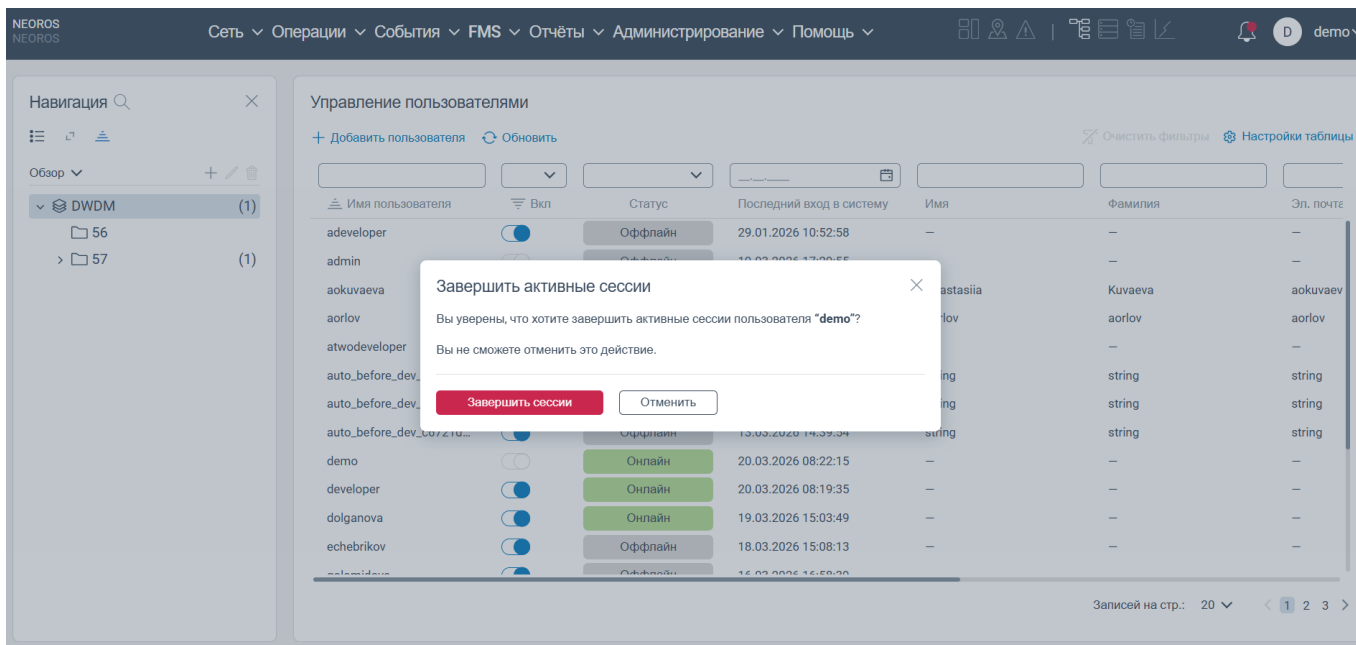 NEOROS
NEOROS
Сеть Операции События FMS Отчёты Администрирование Помощь
D demo
Навигация
Обзор
DWDM (1)
56
57 (1)
Управление пользователями
+ Добавить пользователя Обновить Очистить фильтры Настройки таблицы
__.__.____
Имя пользователя Вкл Статус Последний вход в систему Имя Фамилия Эл. почта
adeveloper Оффлайн 29.01.2026 10:52:58 — — —
admin — —
aokuvaeva astasiia Kuvaeva aokuvaev
aorlov lov aorlov aorlov
atwodeveloper — —
auto_before_dev_ ing string string
auto_before_dev_ ing string string
auto_before_dev_c6721d... Оффлайн 13.03.2026 14:39:54 string string string
demo Онлайн 20.03.2026 08:22:15 — — —
developer Онлайн 20.03.2026 08:19:35 — — —
dolganova Онлайн 19.03.2026 15:03:49 — — —
echebrikov Оффлайн 18.03.2026 15:08:13 — — —
Завершить активные сессии
Вы уверены, что хотите завершить активные сессии пользователя “demo”?
Вы не сможете отменить это действие.
Завершить сессии Отменить
Записей на стр.: 20 < 1 2 3 >